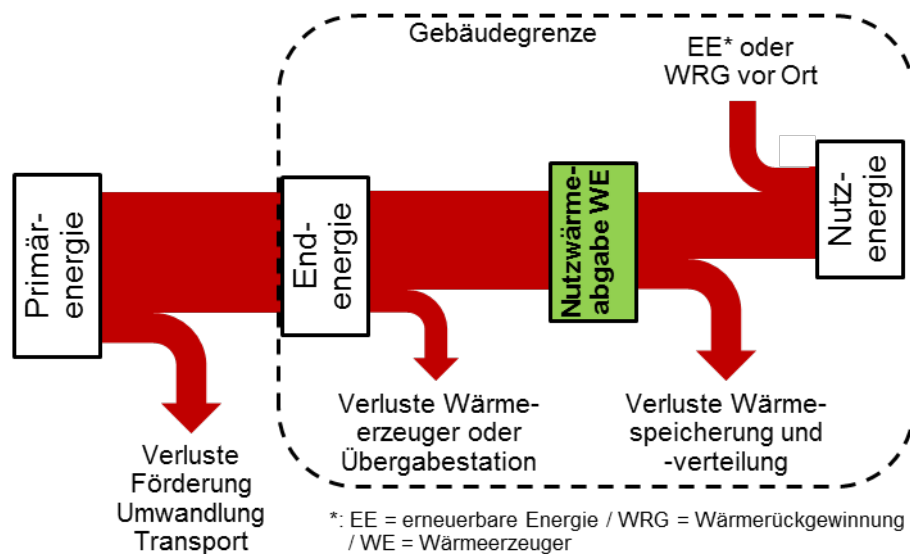 Gebäudegrenze
EE* oder
WRG vor Ort
Primär-
energie
End-
energie
Nutzwärme-
abgabe WE
Nutz-
energie
Verluste
Förderung
Umwandlung
Transport
Verluste Wärme-
erzeuger oder
Übergabestation
Verluste Wärme-
speicherung und
-verteilung
*: EE = erneuerbare Energie / WRG = Wärmerückgewinnung
/ WE = Wärmeerzeuger